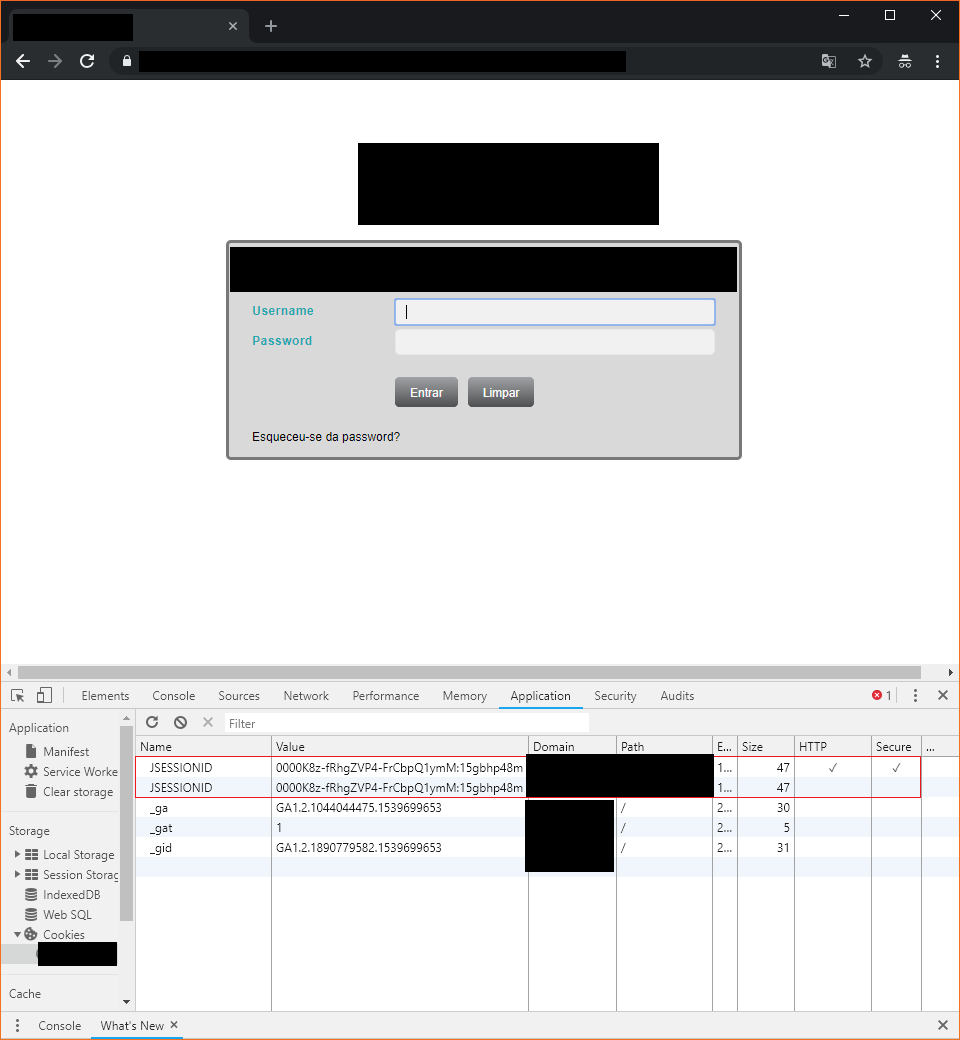 Username
Password
Entrar Limpar
Esqueceu-se da password?
Elements Console Sources Network Performance Memory Application Security Audits 1
Application
Manifest
Service Worke
Clear storage
Storage
Local Storage
Session Storag
IndexedDB
Web SQL
Cookies
Cache
Filter
Name Value Domain Path E... Size HTTP Secure ...
JSESSIONID 0000K8z-fRhgZVP4-FrCbpQ1ymM:15gbhp48m 1... 47 ✓ ✓
JSESSIONID 0000K8z-fRhgZVP4-FrCbpQ1ymM:15gbhp48m 1... 47
_ga GA1.2.1044044475.1539699653 / 2... 30
_gat 1 / 2... 5
_gid GA1.2.1890779582.1539699653 / 2... 31
Console What's New